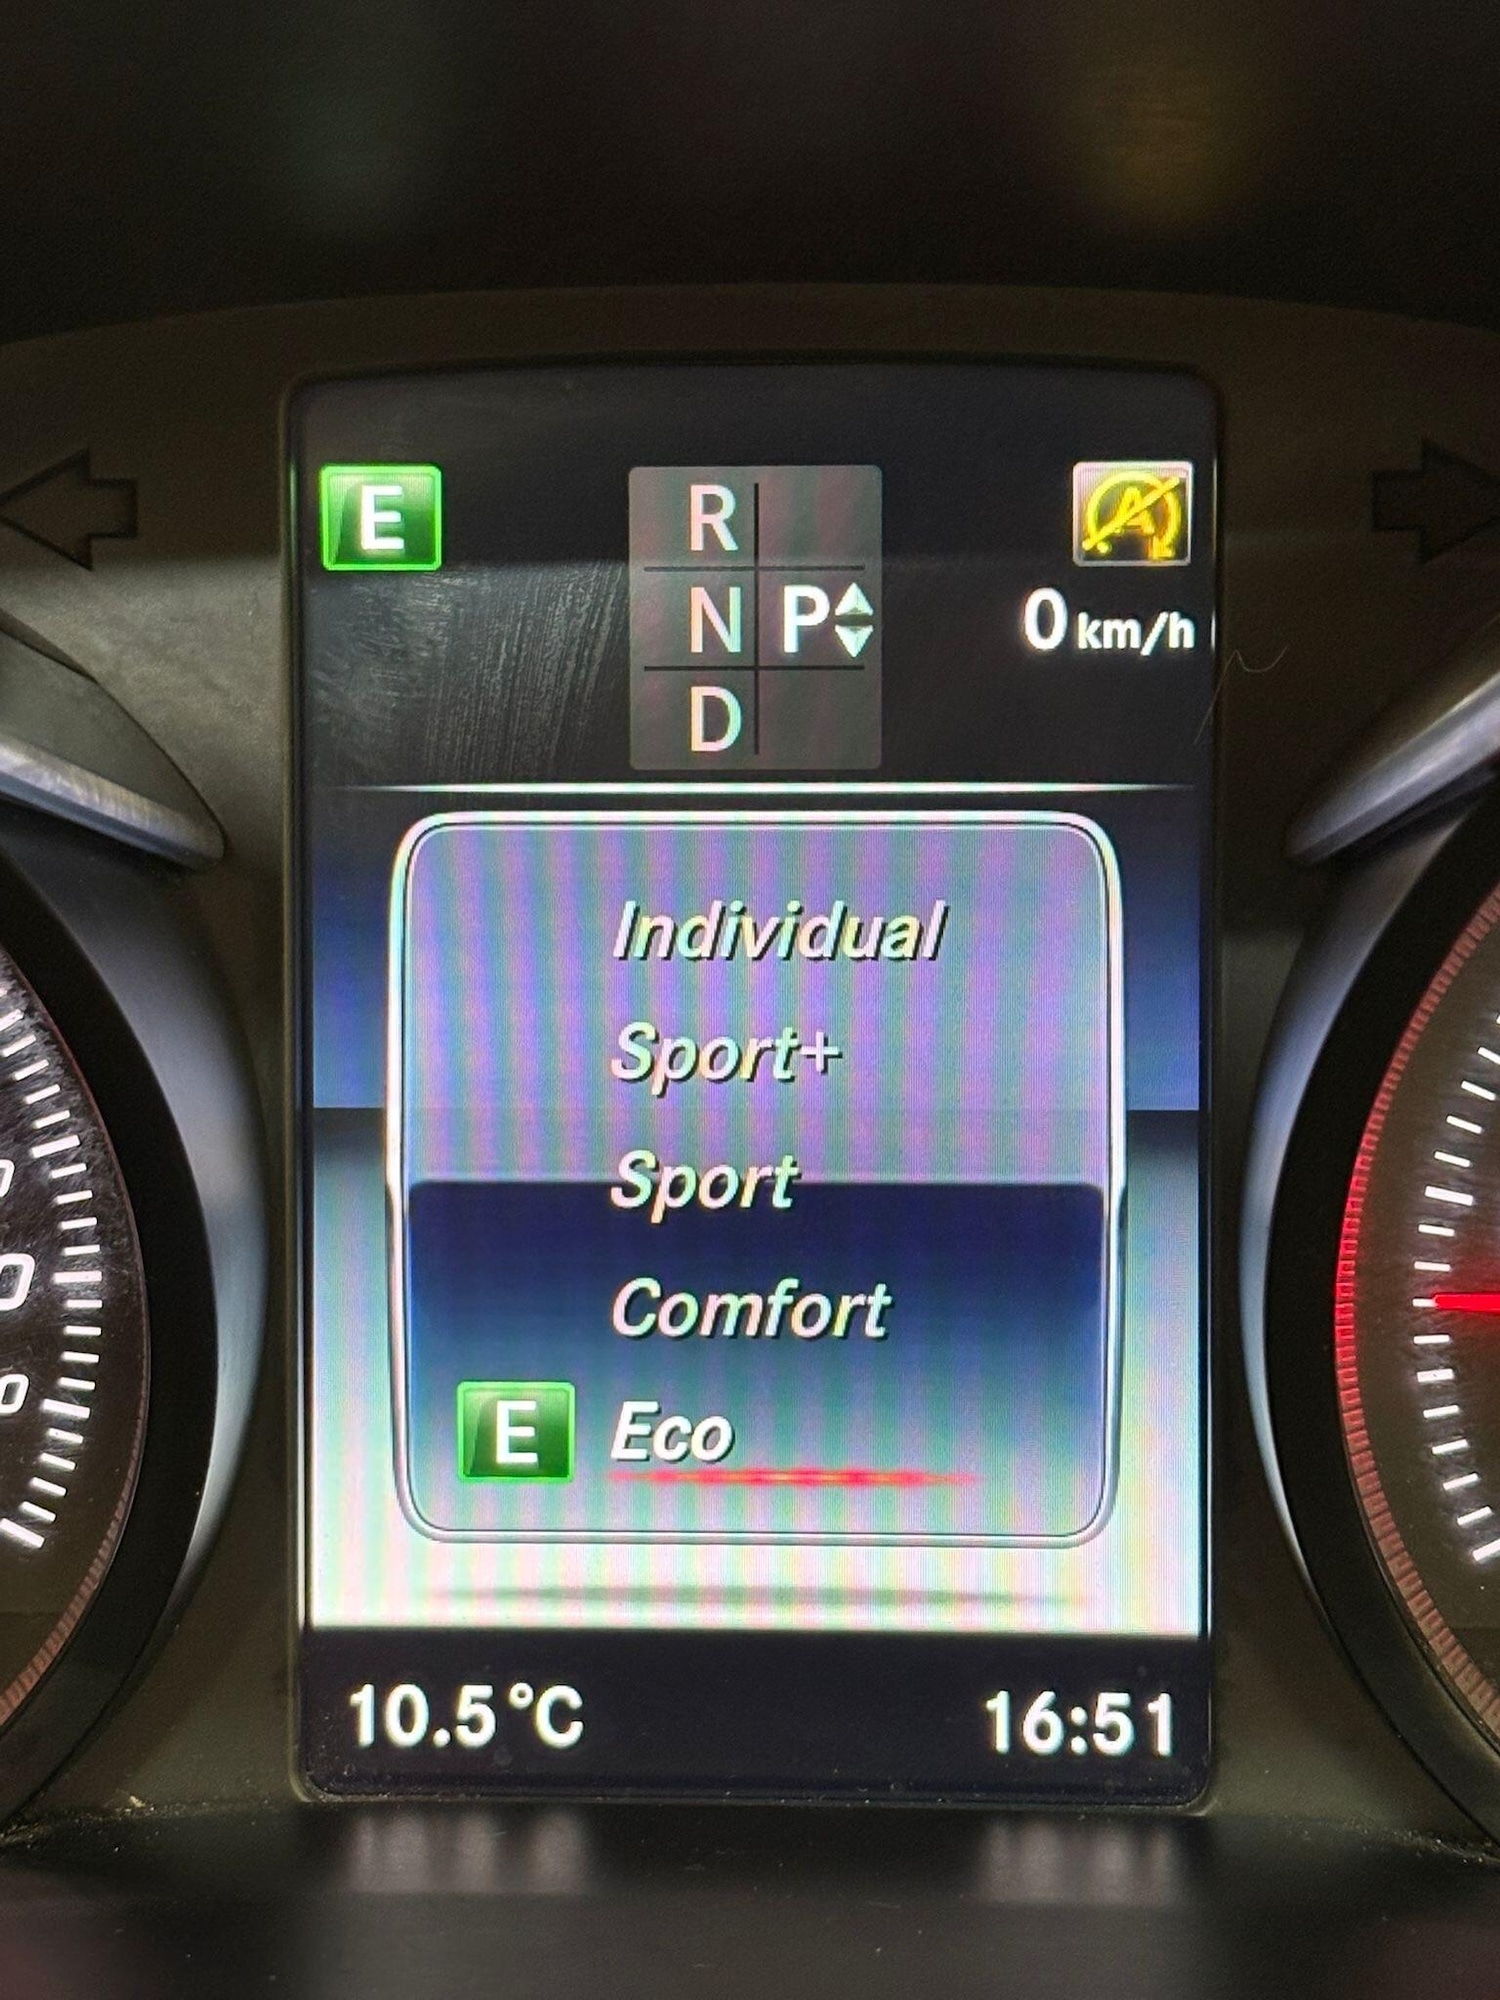 E
R
N P
D
A
0 km/h
Individual
Sport+
Sport
Comfort
E Eco
10.5 °C
16:51